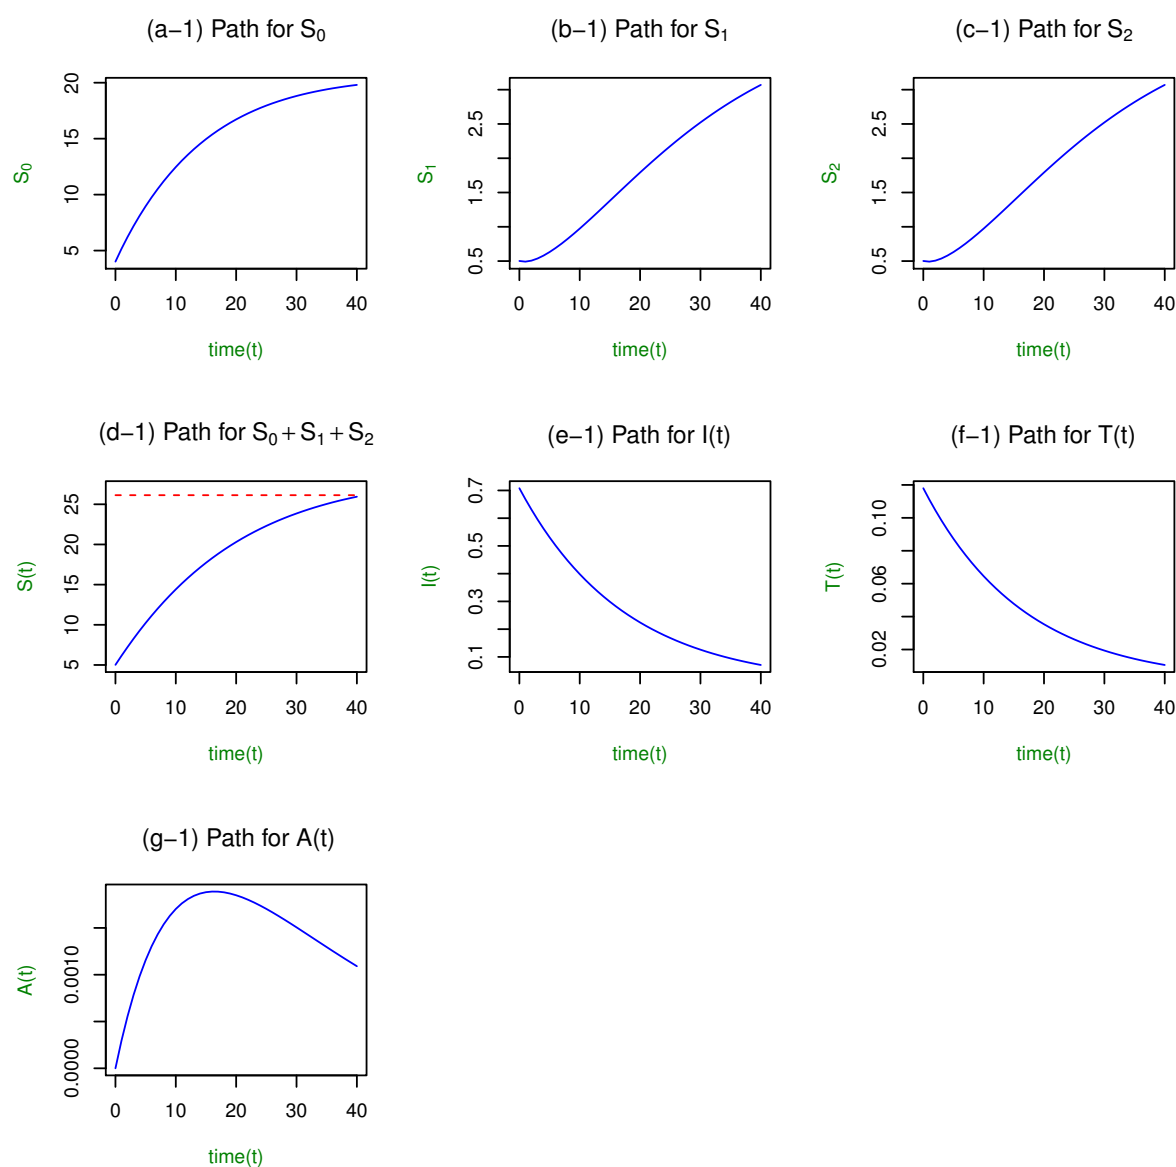 (a−1) Path for S₀
S₀
20
15
10
5
0 10 20 30 40
time(t)
(b−1) Path for S₁
S₁
2.5
1.5
0.5
0 10 20 30 40
time(t)
(c−1) Path for S₂
S₂
2.5
1.5
0.5
0 10 20 30 40
time(t)
(d−1) Path for S₀+S₁+S₂
S(t)
25
20
15
10
5
0 10 20 30 40
time(t)
(e−1) Path for I(t)
I(t)
0.7
0.5
0.3
0.1
0 10 20 30 40
time(t)
(f−1) Path for T(t)
T(t)
0.10
0.06
0.02
0 10 20 30 40
time(t)
(g−1) Path for A(t)
A(t)
0.0010
0.0000
0 10 20 30 40
time(t)